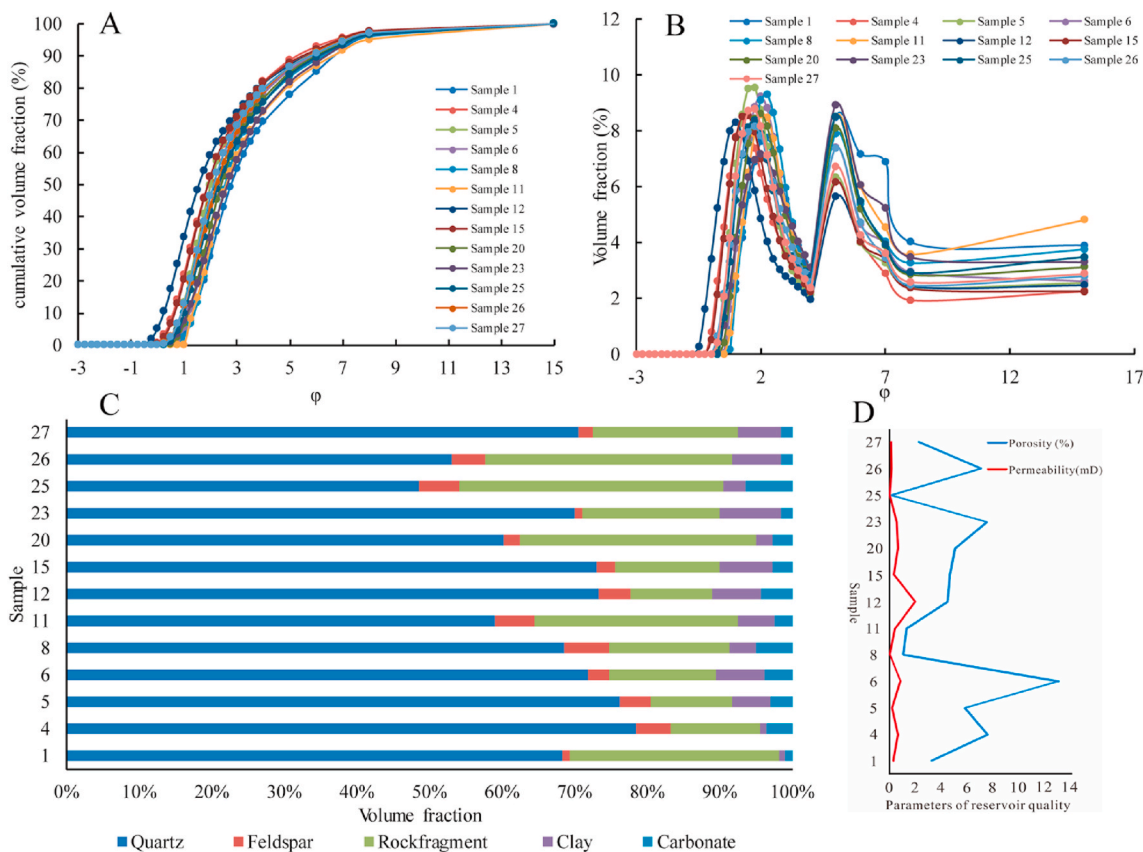 A
cumulative volume fraction (%)
100
90
80
70
60
50
40
30
20
10
0
-3
-1
1
3
5
7
9
11
13
15
φ
Sample 1
Sample 4
Sample 5
Sample 6
Sample 8
Sample 11
Sample 12
Sample 15
Sample 20
Sample 23
Sample 25
Sample 26
Sample 27
B
Volume fraction (%)
12
10
8
6
4
2
0
-3
2
7
12
17
φ
Sample 1 Sample 4 Sample 5 Sample 6
Sample 8 Sample 11 Sample 12 Sample 15
Sample 20 Sample 23 Sample 25 Sample 26
Sample 27
C
Sample
27
26
25
23
20
15
12
11
8
6
5
4
1
0% 10% 20% 30% 40% 50% 60% 70% 80% 90% 100%
Volume fraction
Quartz Feldspar Rockfragment Clay Carbonate
D
Porosity (%)
Permeability(mD)
Sample
27
26
25
23
20
15
12
11
8
6
5
4
1
0 2 4 6 8 10 12 14
Parameters of reservoir quality